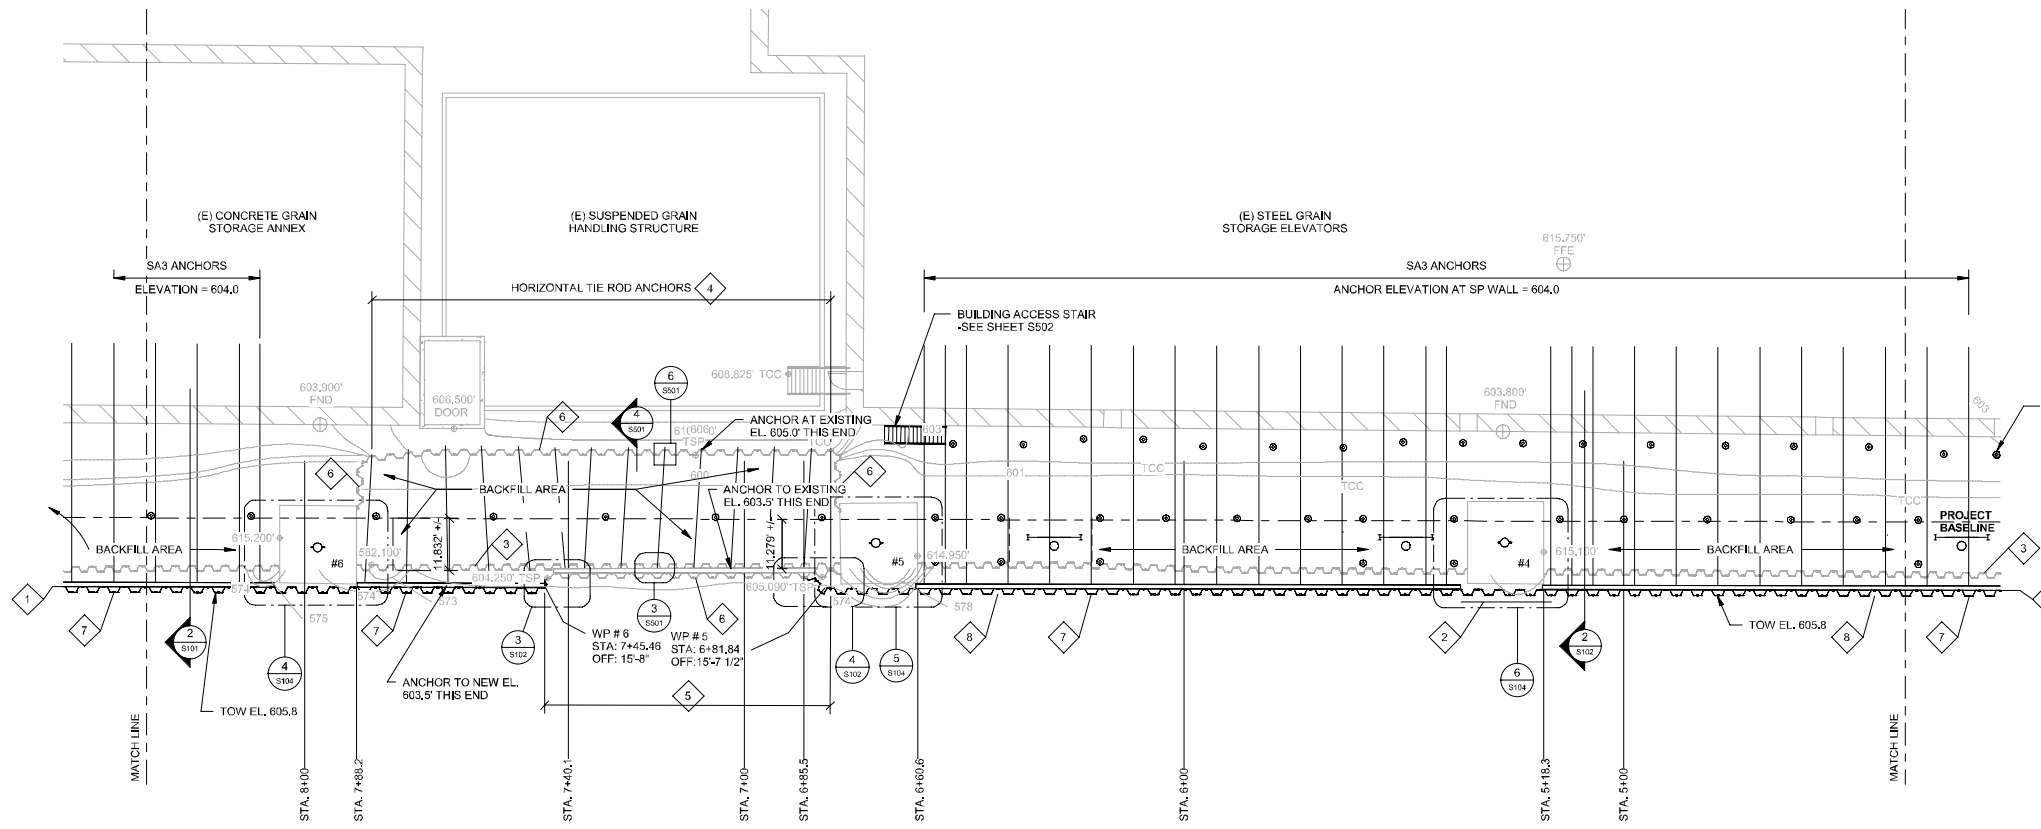 (E) CONCRETE GRAIN
STORAGE ANNEX
(E) SUSPENDED GRAIN
HANDLING STRUCTURE
(E) STEEL GRAIN
STORAGE ELEVATORS
615.750'
FFE
SA3 ANCHORS
ELEVATION = 604.0
HORIZONTAL TIE ROD ANCHORS
4
SA3 ANCHORS
ANCHOR ELEVATION AT SP WALL = 604.0
BUILDING ACCESS STAIR
-SEE SHEET S502
603.900'
FND
606.500'
DOOR
608.825' TCC
6
S501
4
S501
6
ANCHOR AT EXISTING
EL. 605.0' THIS END
TSP
603
603.800'
FND
603
601
TCC
TCC
TCC
6
BACKFILL AREA
600
ANCHOR TO EXISTING
EL. 603.5' THIS END
6
PROJECT
BASELINE
BACKFILL AREA
615.200'
#6
582.100'
11.832' +/-
3
604.250' TSP
11.279' +/-
605.090' TSP
#5
614.950'
BACKFILL AREA
#4
615.100'
BACKFILL AREA
3
1
7
574
575
574
573
7
574
578
8
7
2
TOW EL. 605.8
8
7
2
S101
4
S104
3
S102
WP # 6
STA: 7+45.46
OFF: 15'-8"
3
S501
6
WP # 5
STA: 6+81.84
OFF:15'-7 1/2"
4
S102
5
S104
6
S104
2
S102
ANCHOR TO NEW EL.
603.5' THIS END
5
TOW EL. 605.8
MATCH LINE
STA. 8+00
STA. 7+88.2
STA. 7+40.1
STA. 7+00
STA. 6+85.5
STA. 6+60.6
STA. 6+00
STA. 5+18.3
STA. 5+00
MATCH LINE